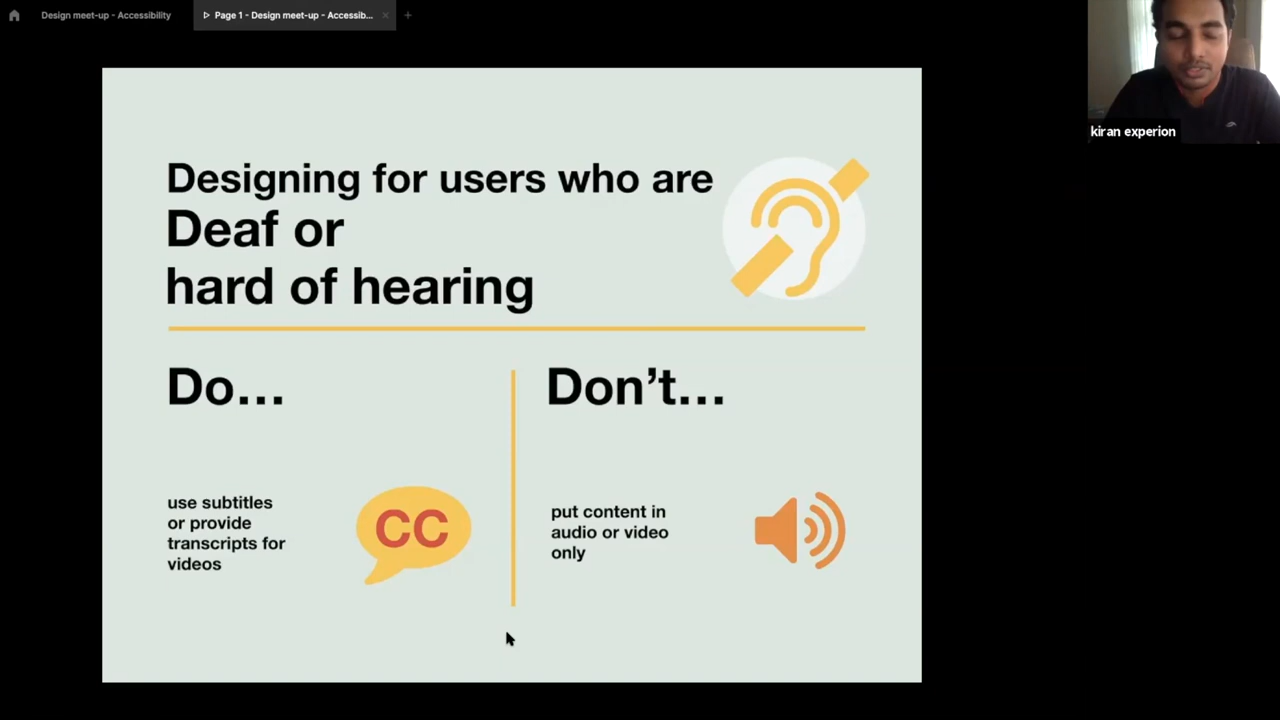 Design meet-up - Accessibility
Page 1 - Design meet-up - Accessib...
kiran experion
Designing for users who are
Deaf or
hard of hearing
Do...
use subtitles
or provide
transcripts for
videos
CC
Don’t...
put content in
audio or video
only